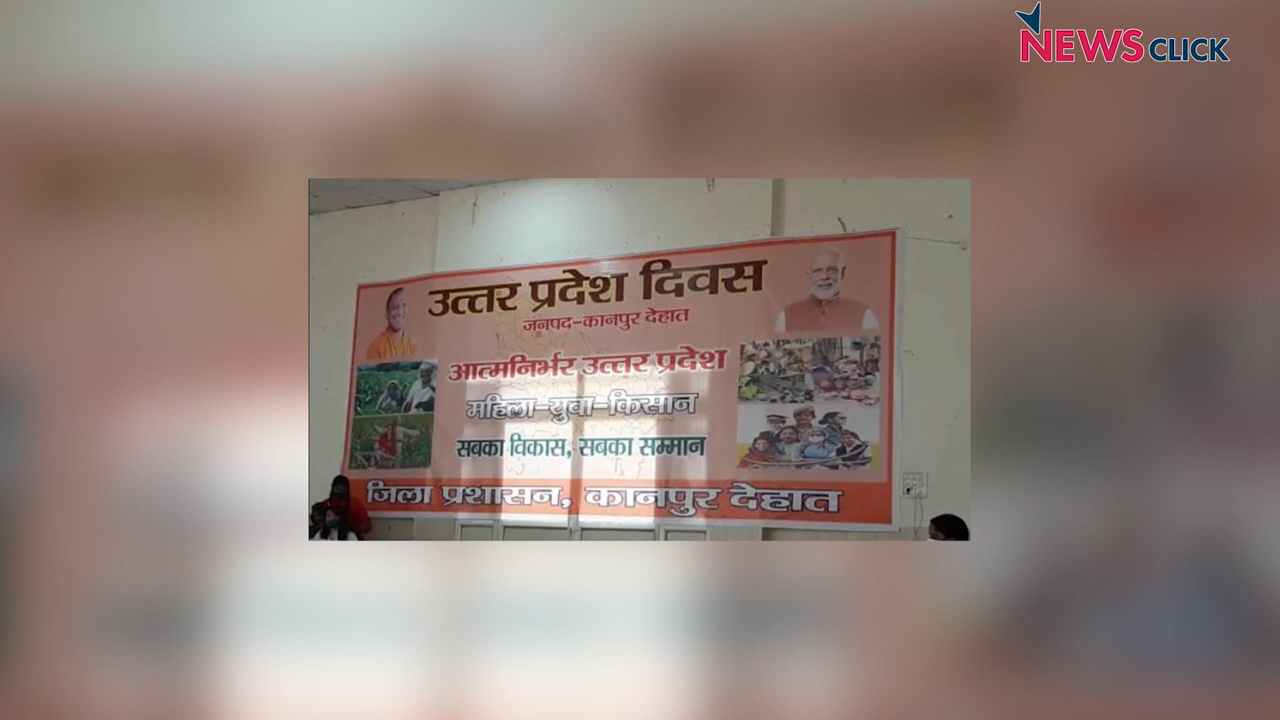 NEWSCLICK
उत्तर प्रदेश दिवस
जनपद-कानपुर देहात
आत्मनिर्भर उत्तर प्रदेश
महिला-युवा-किसान
सबका विकास, सबका सम्मान
जिला प्रशासन, कानपुर देहात